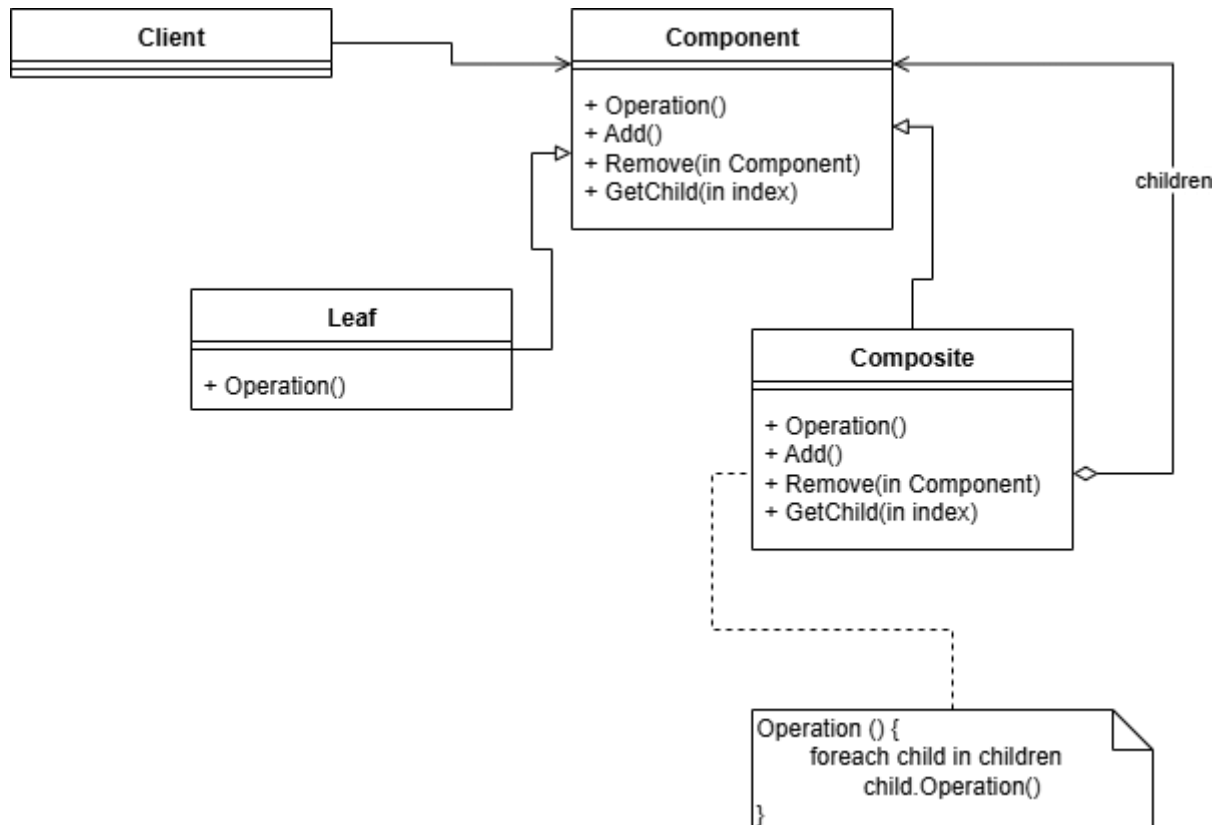 Client
Component
+ Operation()
+ Add()
+ Remove(in Component)
+ GetChild(in index)
children
Leaf
+ Operation()
Composite
+ Operation()
+ Add()
+ Remove(in Component)
+ GetChild(in index)
Operation () {
foreach child in children
child.Operation()
}